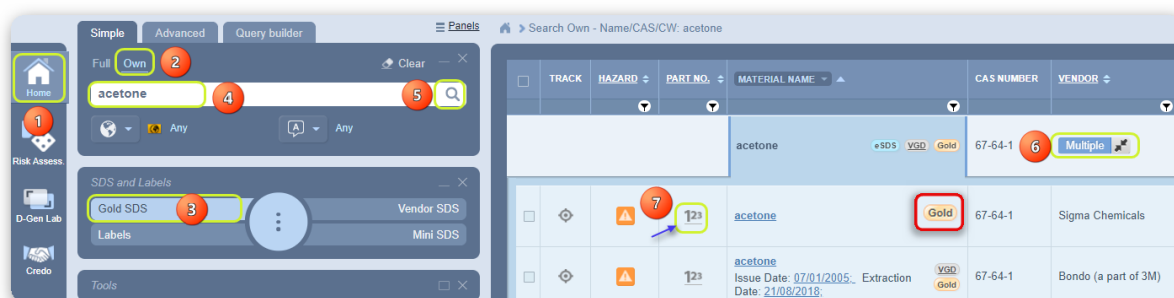 Simple Advanced Query builder Panels
Search Own - Name/CAS/CW: acetone
Home
1
Risk Assess.
D-Gen Lab
Credo
Full Own 2 Clear
acetone 4 5
Any A Any
SDS and Labels
Gold SDS 3 Vendor SDS
Labels Mini SDS
Tools
TRACK HAZARD PART NO. MATERIAL NAME CAS NUMBER VENDOR
acetone eSDS VGD Gold 67-64-1 6 Multiple
7
123 acetone Gold 67-64-1 Sigma Chemicals
acetone
123 Issue Date: 07/01/2005; Extraction VGD Gold 67-64-1 Bondo (a part of 3M)
Date: 21/08/2018;